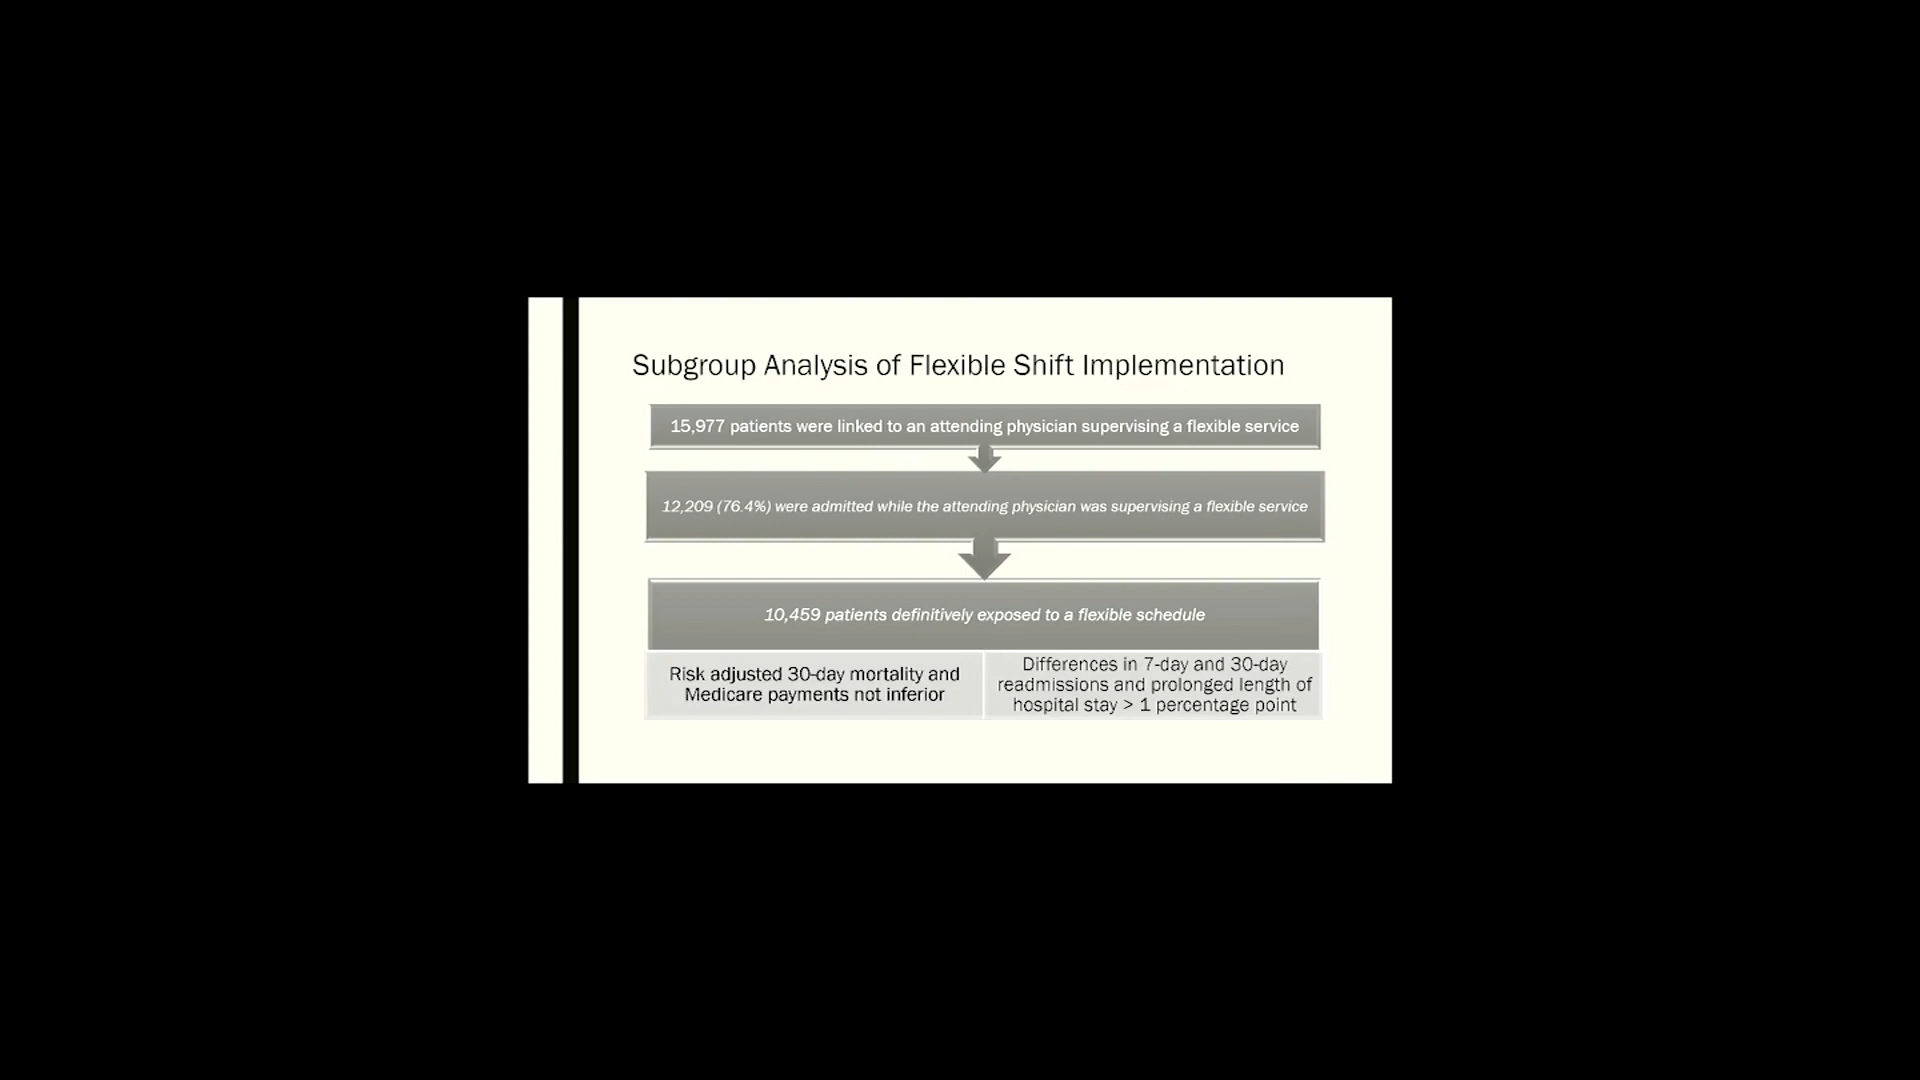 Subgroup Analysis of Flexible Shift Implementation
15,977 patients were linked to an attending physician supervising a flexible service
12,209 (76.4%) were admitted while the attending physician was supervising a flexible service
10,459 patients definitively exposed to a flexible schedule
Risk adjusted 30-day mortality and
Medicare payments not inferior
Differences in 7-day and 30-day
readmissions and prolonged length of
hospital stay > 1 percentage point